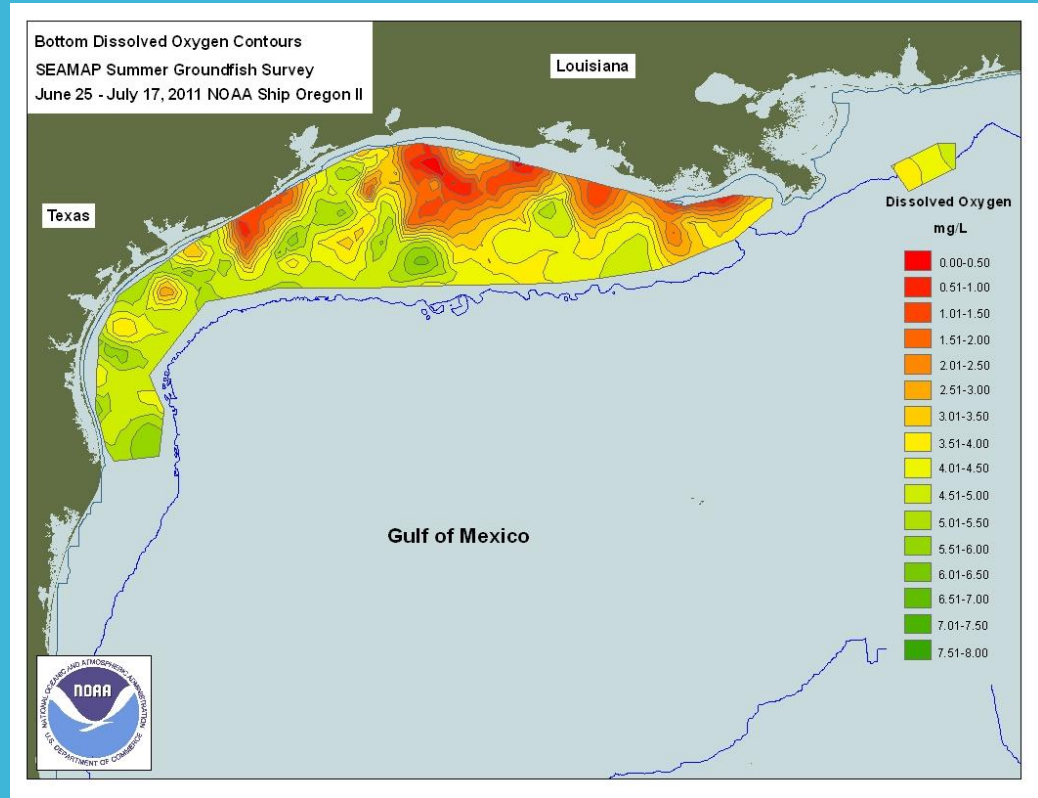 Bottom Dissolved Oxygen Contours
SEAMAP Summer Groundfish Survey
June 25 - July 17, 2011 NOAA Ship Oregon II
Louisiana
Texas
Dissolved Oxygen
mg/L
0.00-0.50
0.51-1.00
1.01-1.50
1.51-2.00
2.01-2.50
2.51-3.00
3.01-3.50
3.51-4.00
4.01-4.50
4.51-5.00
5.01-5.50
5.51-6.00
6.01-6.50
6.51-7.00
7.01-7.50
7.51-8.00
Gulf of Mexico
NATIONAL OCEANIC AND ATMOSPHERIC ADMINISTRATION
NOAA
U.S. DEPARTMENT OF COMMERCE